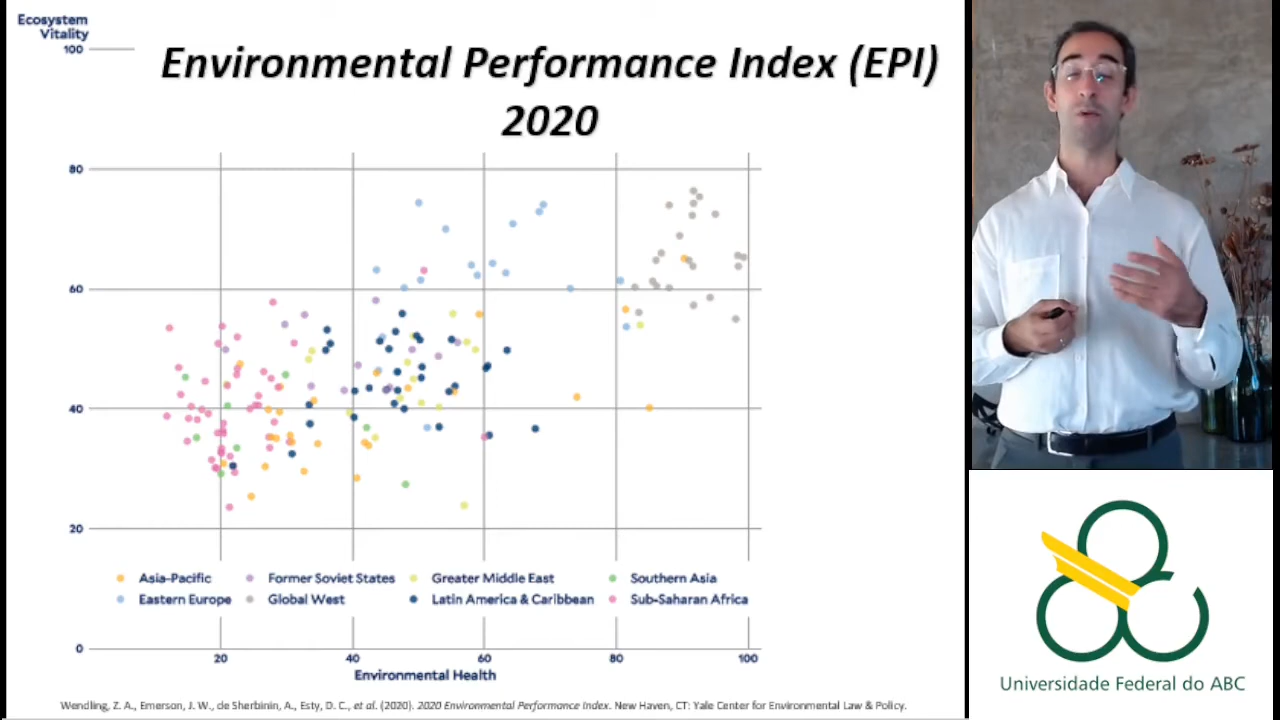 Ecosystem
Vitality
100
Environmental Performance Index (EPI)
2020
80
60
40
20
Asia-Pacific Former Soviet States Greater Middle East Southern Asia
Eastern Europe Global West Latin America & Caribbean Sub-Saharan Africa
0
20 40 60 80 100
Environmental Health
Wendling, Z. A., Emerson, J. W., de Sherbinin, A., Esty, D. C., et al. (2020). 2020 Environmental Performance Index. New Haven, CT: Yale Center for Environmental Law & Policy.
Universidade Federal do ABC